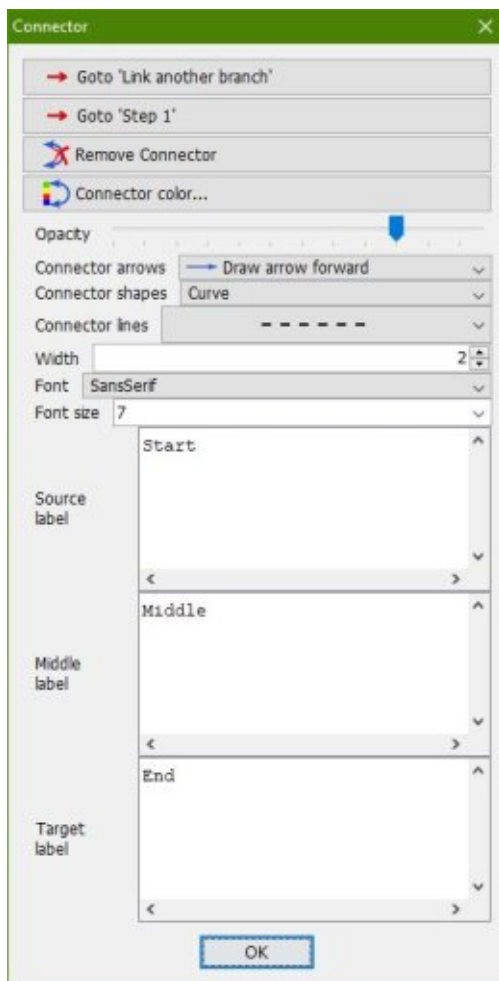 Connector
Goto 'Link another branch'
Goto 'Step 1'
Remove Connector
Connector color...
Opacity
Connector arrows Draw arrow forward
Connector shapes Curve
Connector lines
Width 2
Font SansSerif
Font size 7
Start
Source
label
Middle
Middle
label
End
Target
label
OK